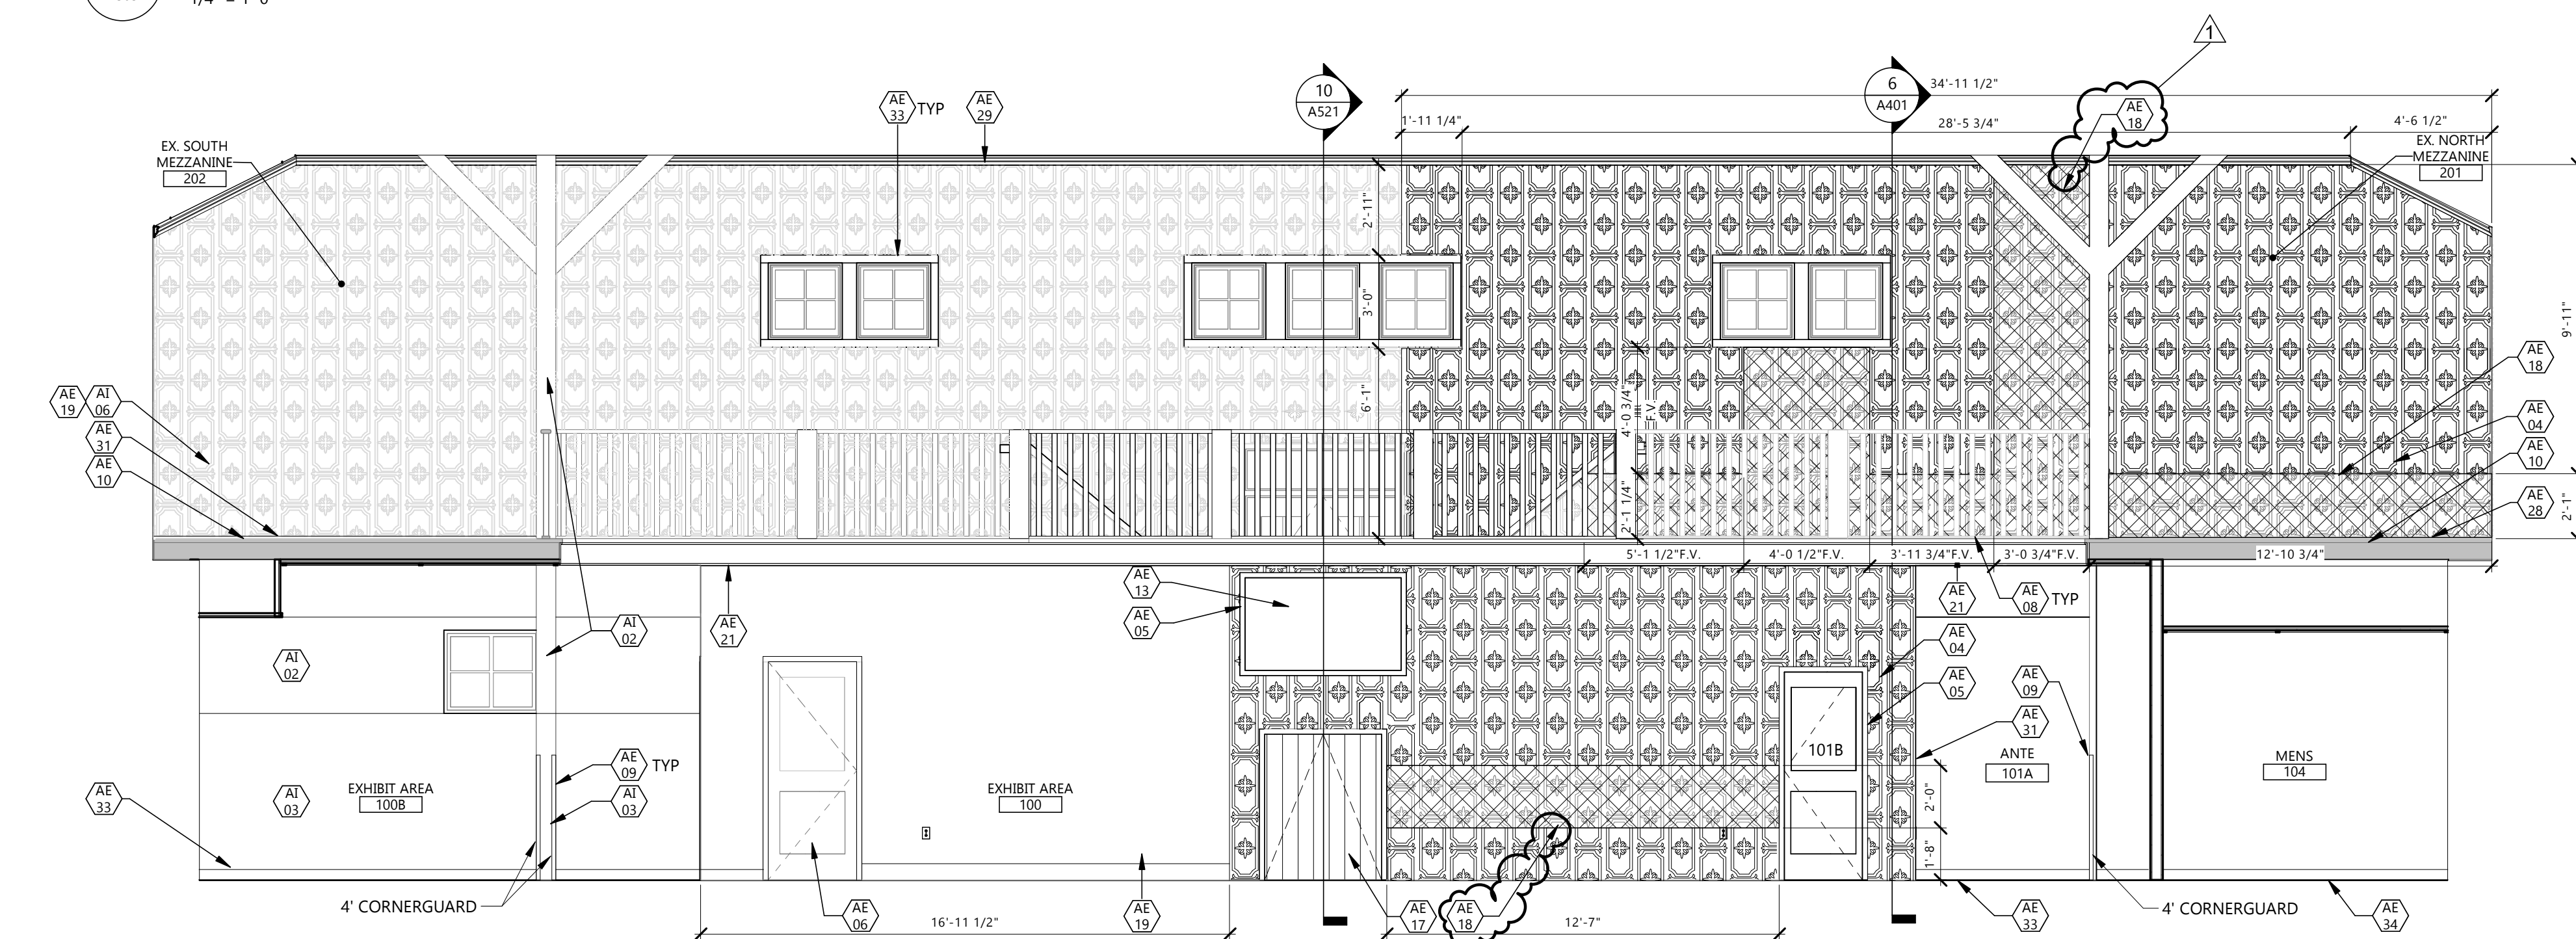 1/4" = 1'-0"
1
10
A521
6
A401
34'-11 1/2"
AE
33
TYP
AE
29
AE
18
1'-11 1/4"
28'-5 3/4"
4'-6 1/2"
EX. SOUTH
MEZZANINE
202
EX. NORTH
MEZZANINE
201
2'-11"
3'-0"
6'-1"
9'-11"
AE
18
4'-0 3/4"
F.V.
AE
19
AI
06
AE
04
AE
31
AE
10
AE
10
AE
28
2'-1 1/4"
2'-1"
5'-1 1/2"F.V.
4'-0 1/2"F.V.
3'-11 3/4"F.V.
3'-0 3/4"F.V.
12'-10 3/4"
AE
13
AE
05
AE
21
AE
08
TYP
AI
02
AE
21
AE
04
AI
02
AE
05
AE
09
AE
31
101B
ANTE
101A
MENS
104
AE
09
TYP
AE
33
AI
03
EXHIBIT AREA
100B
AI
03
EXHIBIT AREA
100
2'-0"
1'-8"
4' CORNERGUARD
AE
06
16'-11 1/2"
AE
19
AE
17
AE
18
12'-7"
AE
33
4' CORNERGUARD
AE
34